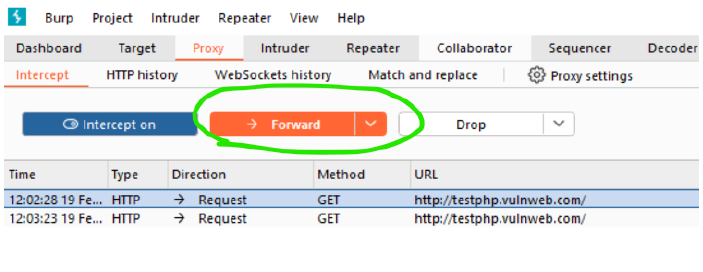 Burp Project Intruder Repeater View Help
Dashboard Target Proxy Intruder Repeater Collaborator Sequencer Decoder
Intercept HTTP history WebSockets history Match and replace Proxy settings
Intercept on → Forward Drop
Time Type Direction Method URL
12:02:28 19 Fe... HTTP → Request GET http://testphp.vulnweb.com/
12:03:23 19 Fe... HTTP → Request GET http://testphp.vulnweb.com/